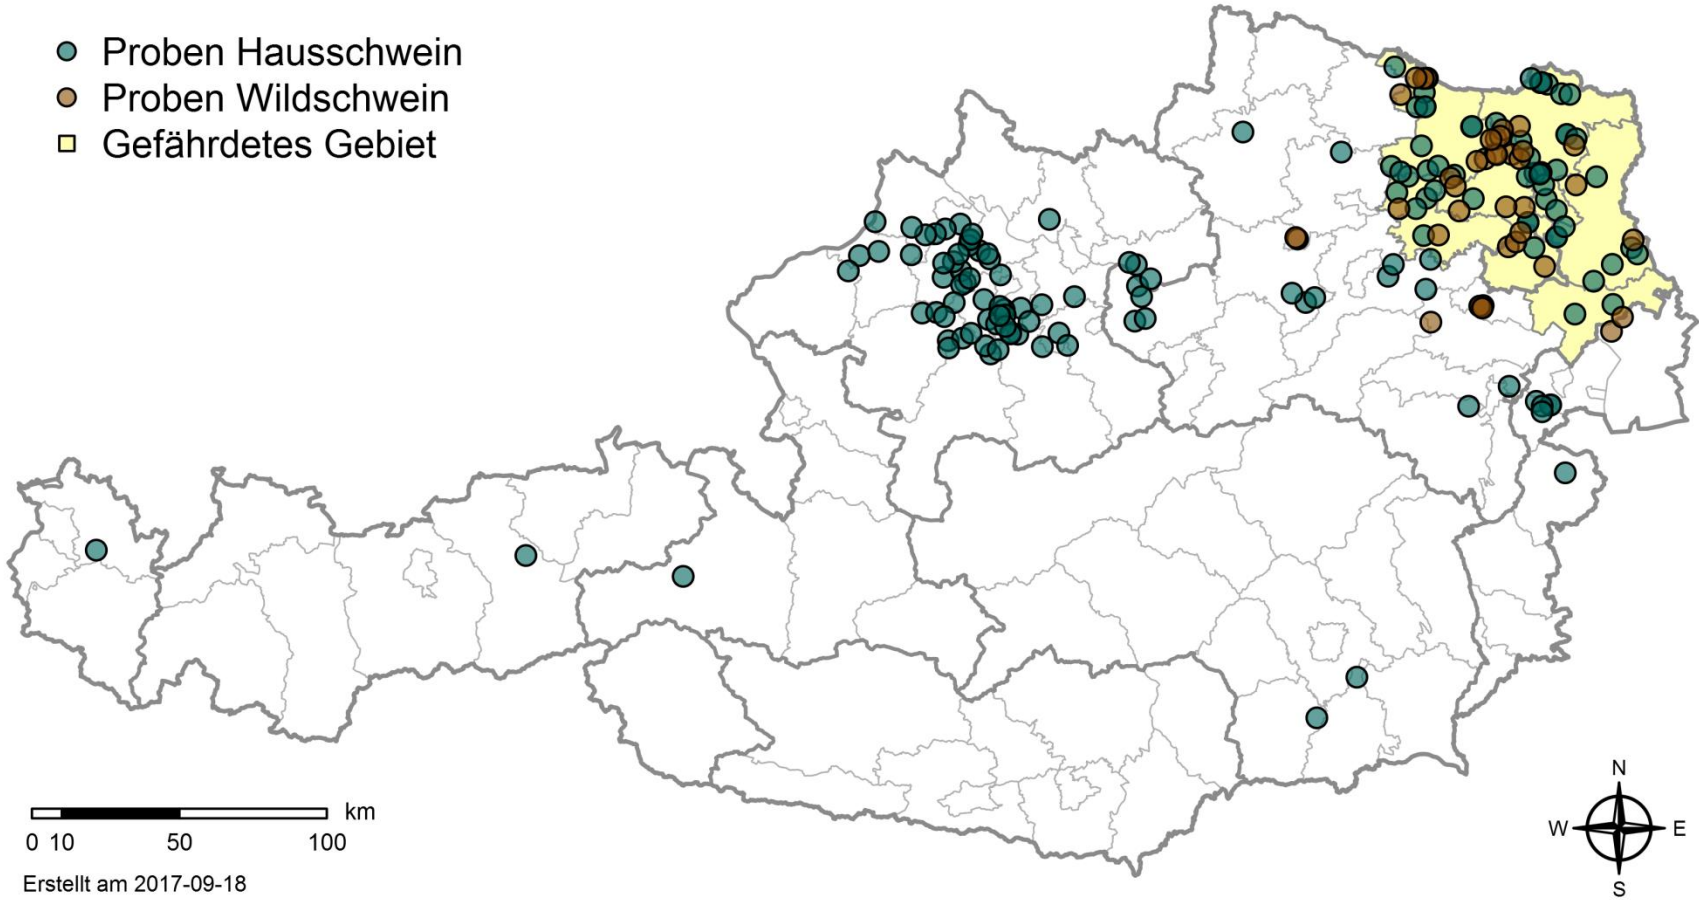 Proben Hausschwein
Proben Wildschwein
Gefährdetes Gebiet
km
0 10 50 100
Erstellt am 2017-09-18
N
W E
S